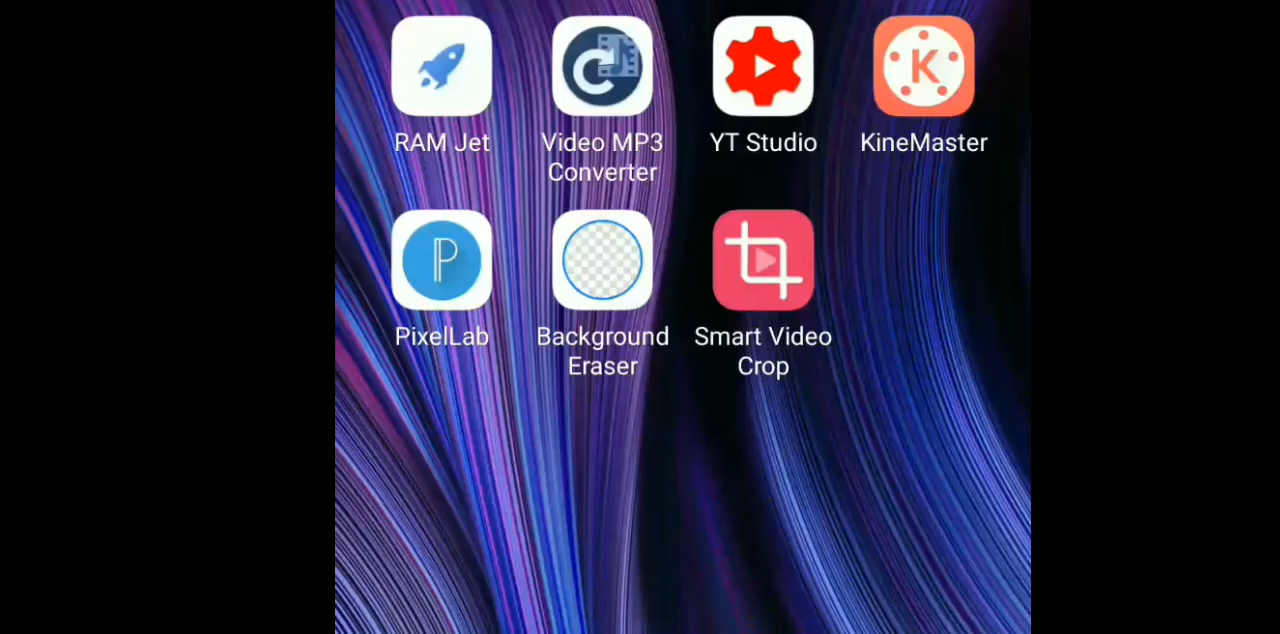 RAM Jet
Video MP3
Converter
YT Studio
KineMaster
PixelLab
Background
Eraser
Smart Video
Crop